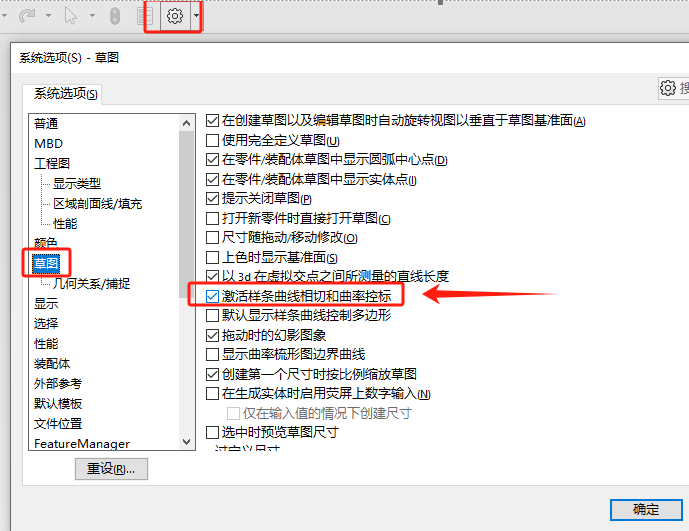 系统选项(S) - 草图
系统选项(S)
普通
MBD
工程图
显示类型
区域剖面线/填充
性能
颜色
草图
几何关系/捕捉
显示
选择
性能
装配体
外部参考
默认模板
文件位置
FeatureManager
重设(R)...
在创建草图以及编辑草图时自动旋转视图以垂直于草图基准面(A)
使用完全定义草图(U)
在零件/装配体草图中显示圆弧中心点(D)
在零件/装配体草图中显示实体点(I)
提示关闭草图(P)
打开新零件时直接打开草图(C)
尺寸随拖动/移动修改(O)
上色时显示基准面(S)
以 3d 在虚拟交点之间所测量的直线长度
激活样条曲线相切和曲率控标
默认显示样条曲线控制多边形
拖动时的幻影图象
显示曲率梳形图边界曲线
创建第一个尺寸时按比例缩放草图
在生成实体时启用荧屏上数字输入(N)
仅在输入值的情况下创建尺寸
选中时预览草图尺寸
过定义尺寸
确定